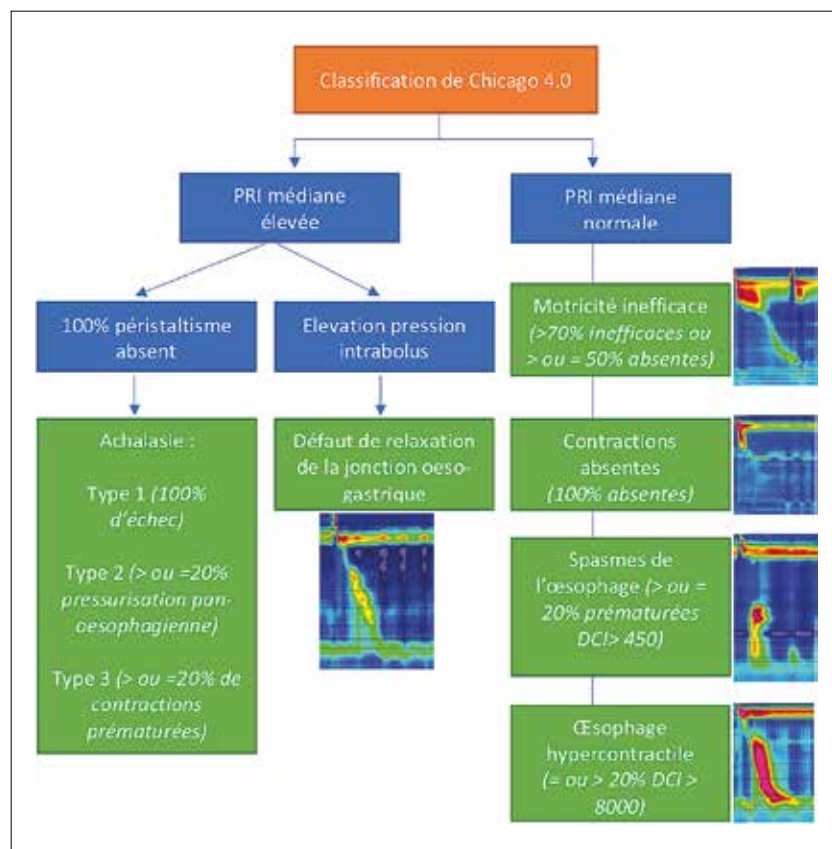 Classification de Chicago 4.0
PRI médiane
élevée
PRI médiane
normale
100% péristaltisme
absent
Elevation pression
intrabolus
Achalasie :
Type 1 (100%
d'échec)
Type 2 (> ou =20%
pressurisation pan-
oesophagienne)
Type 3 (> ou =20% de
contractions
prématurées)
Défaut de relaxation
de la jonction oeso-
gastrique
Motricité inefficace
(>70% inefficaces ou
> ou = 50% absentes)
Contractions
absentes
(100% absentes)
Spasmes de
l'œsophage (> ou =
20% prématurées
DCI> 450)
Œsophage
hypercontractile
(= ou > 20% DCI >
8000)